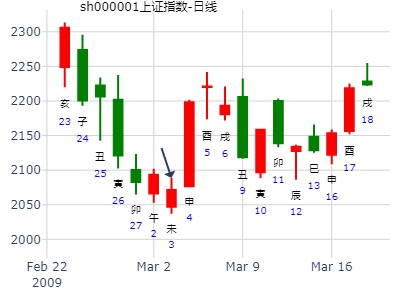 sh000001上证指数-日线
2300
2250
2200
2150
2100
2050
2000
亥
23
子
24
丑
25
寅
26
卯
27
午
2
未
3
申
4
酉
5
戌
6
丑
9
寅
10
卯
11
辰
12
巳
13
申
16
酉
17
戌
18
Feb 22
2009
Mar 2
Mar 9
Mar 16